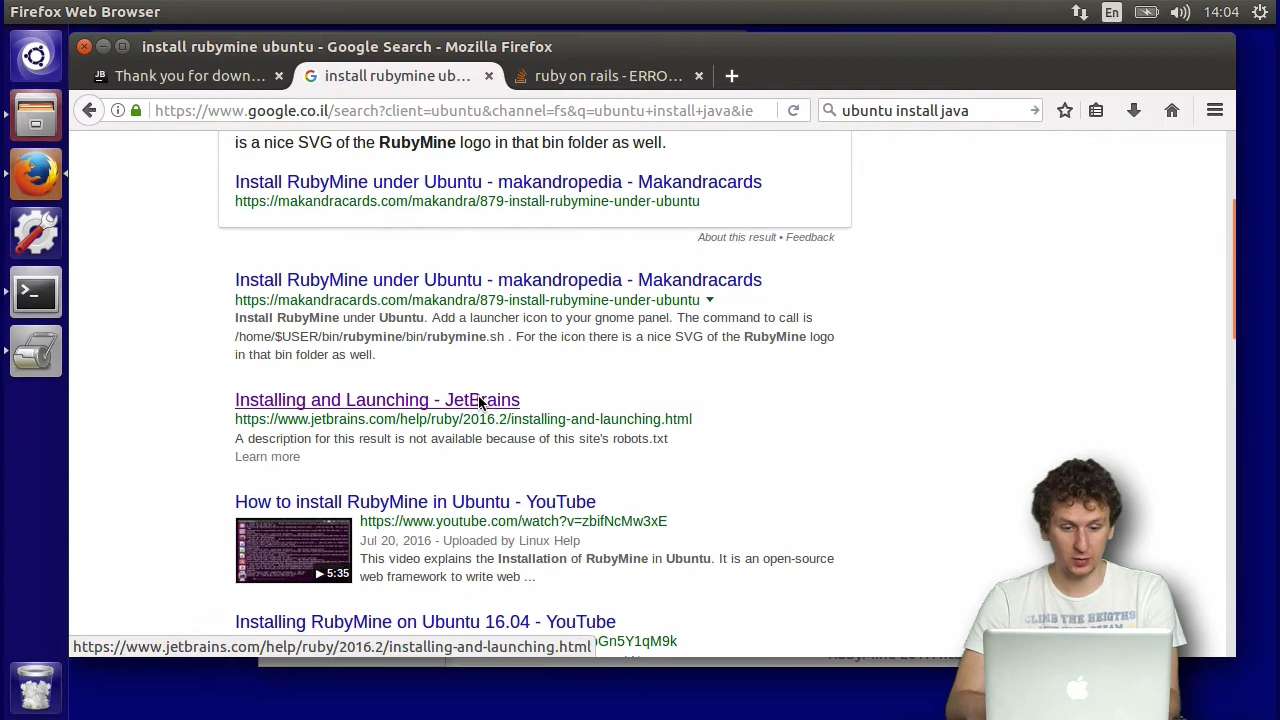 Firefox Web Browser
En
14:04
install rubymine ubuntu - Google Search - Mozilla Firefox
JB Thank you for down...
G install rubymine ub...
ruby on rails - ERRO...
https://www.google.co.il/search?client=ubuntu&channel=fs&q=ubuntu+install+java&ie
ubuntu install java
is a nice SVG of the RubyMine logo in that bin folder as well.
Install RubyMine under Ubuntu - makandropedia - Makandracards
https://makandracards.com/makandra/879-install-rubymine-under-ubuntu
About this result • Feedback
Install RubyMine under Ubuntu - makandropedia - Makandracards
https://makandracards.com/makandra/879-install-rubymine-under-ubuntu
Install RubyMine under Ubuntu. Add a launcher icon to your gnome panel. The command to call is
/home/$USER/bin/rubymine/bin/rubymine.sh . For the icon there is a nice SVG of the RubyMine logo
in that bin folder as well.
Installing and Launching - JetBrains
https://www.jetbrains.com/help/ruby/2016.2/installing-and-launching.html
A description for this result is not available because of this site's robots.txt
Learn more
How to install RubyMine in Ubuntu - YouTube
https://www.youtube.com/watch?v=zbifNcMw3xE
Jul 20, 2016 - Uploaded by Linux Help
This video explains the Installation of RubyMine in Ubuntu. It is an open-source
web framework to write web ...
5:35
Installing RubyMine on Ubuntu 16.04 - YouTube
oGn5Y1qM9k
https://www.jetbrains.com/help/ruby/2016.2/installing-and-launching.html
CLIMB THE HEIGTHS